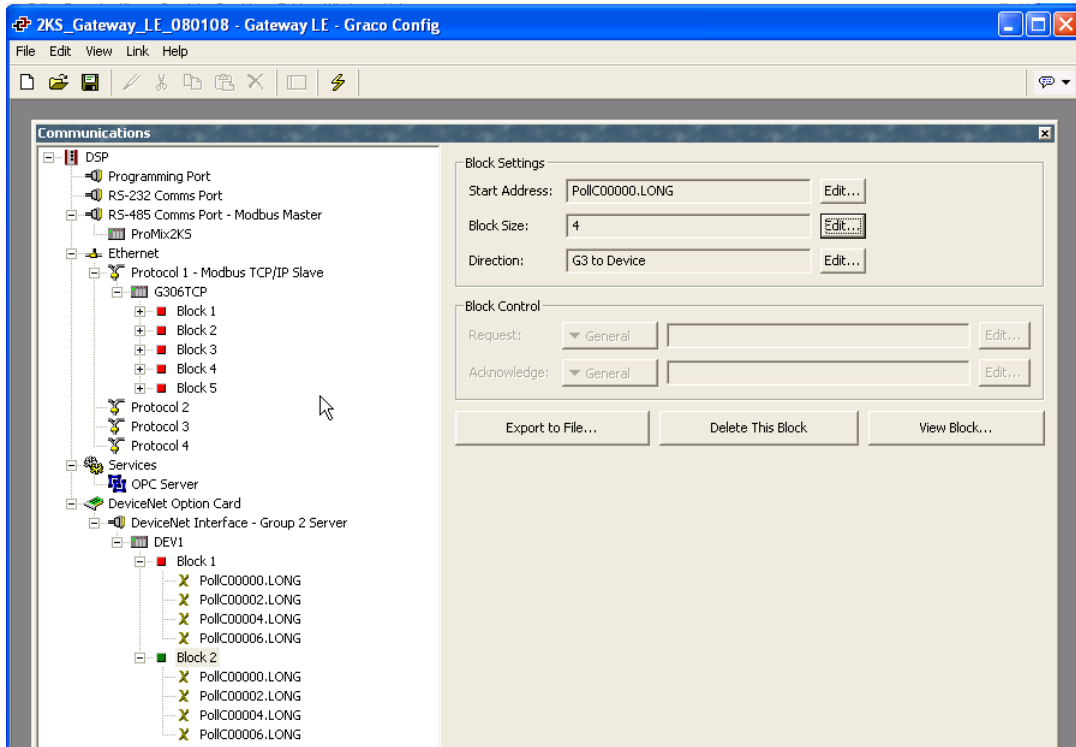 2KS_Gateway_LE_080108 - Gateway LE - Graco Config
File Edit View Link Help
Communications
DSP
Programming Port
RS-232 Comms Port
RS-485 Comms Port - Modbus Master
ProMix2KS
Ethernet
Protocol 1 - Modbus TCP/IP Slave
G306TCP
Block 1
Block 2
Block 3
Block 4
Block 5
Protocol 2
Protocol 3
Protocol 4
Services
OPC Server
DeviceNet Option Card
DeviceNet Interface - Group 2 Server
DEV1
Block 1
PollC00000.LONG
PollC00002.LONG
PollC00004.LONG
PollC00006.LONG
Block 2
PollC00000.LONG
PollC00002.LONG
PollC00004.LONG
PollC00006.LONG
Block Settings
Start Address: PollC00000.LONG Edit...
Block Size: 4 Edit...
Direction: G3 to Device Edit...
Block Control
Request: General Edit...
Acknowledge: General Edit...
Export to File... Delete This Block View Block...